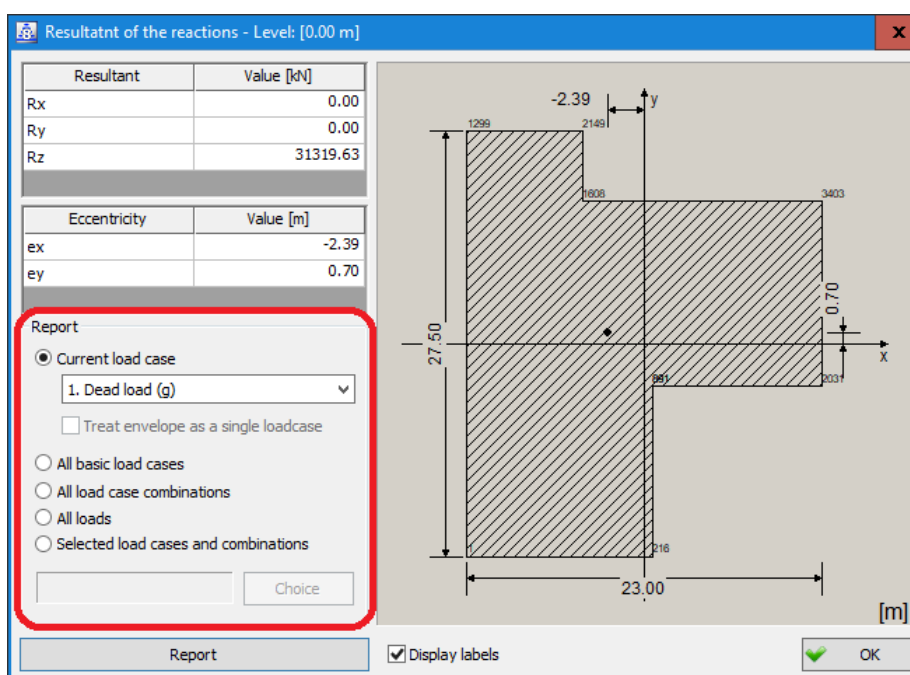 Resultatnt of the reactions - Level: [0.00 m]
x
Resultant Value [kN]
Rx 0.00
Ry 0.00
Rz 31319.63
Eccentricity Value [m]
ex -2.39
ey 0.70
Report
Current load case
1. Dead load (g)
Treat envelope as a single loadcase
All basic load cases
All load case combinations
All loads
Selected load cases and combinations
Choice
Report
-2.39
y
1299
2149
1608
3403
0.70
27.50
x
891
2031
1
216
23.00
[m]
Display labels
OK